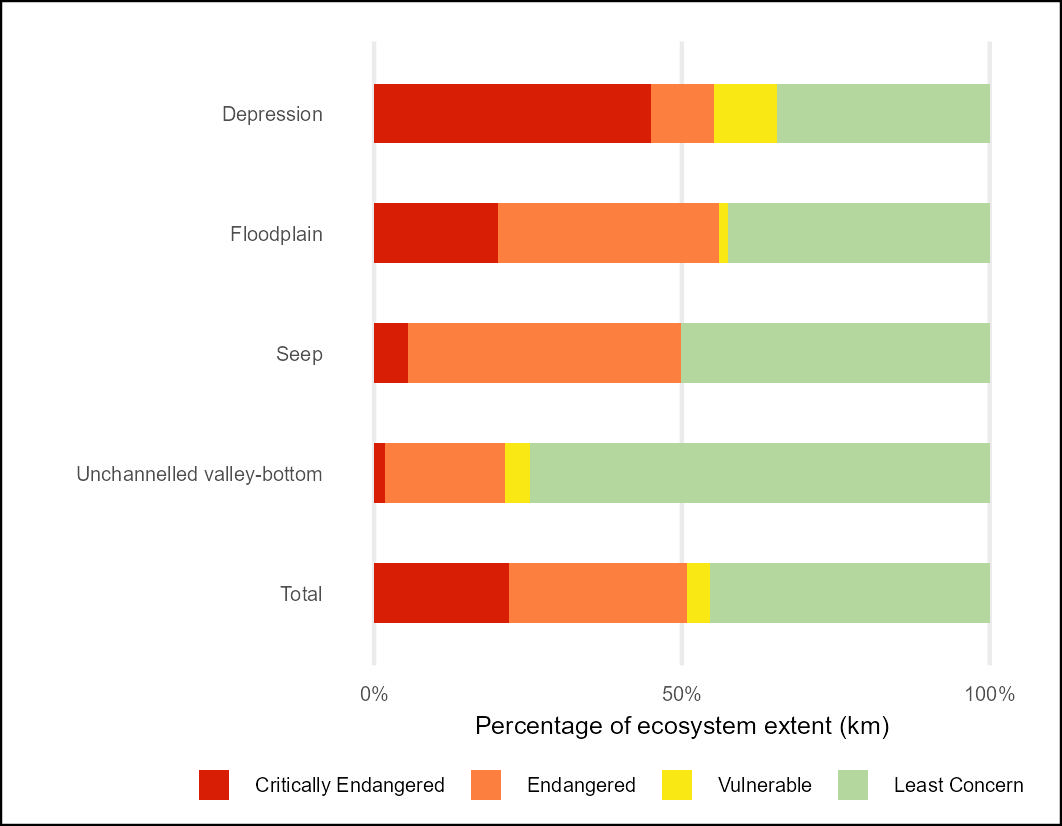 Depression
Floodplain
Seep
Unchannelled valley-bottom
Total
0% 50% 100%
Percentage of ecosystem extent (km)
Critically Endangered Endangered Vulnerable Least Concern